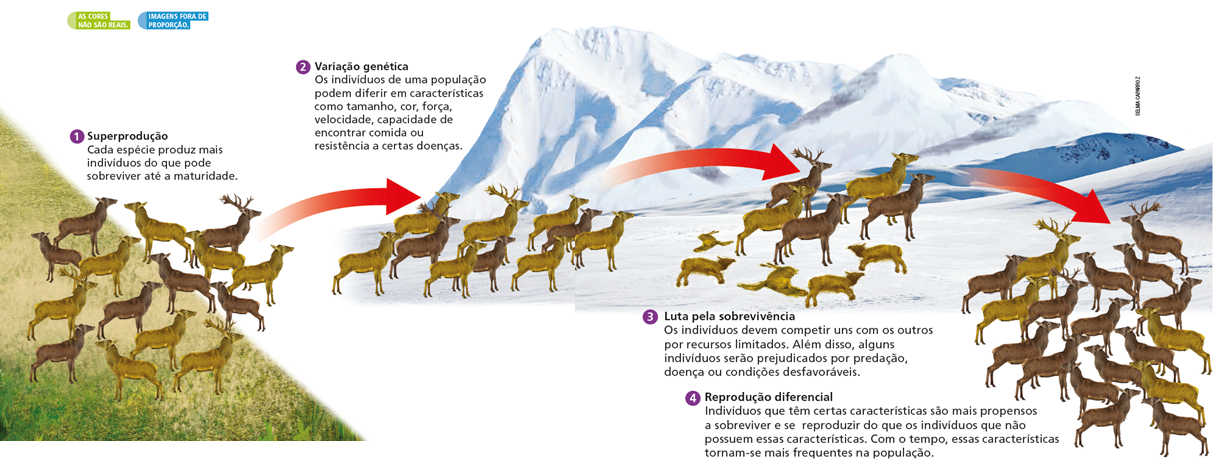 AS CORES
NÃO SÃO REAIS.
IMAGENS FORA DE
PROPORÇÃO.
1 Superprodução
Cada espécie produz mais
indivíduos do que pode
sobreviver até a maturidade.
2 Variação genética
Os indivíduos de uma população
podem diferir em características
como tamanho, cor, força,
velocidade, capacidade de
encontrar comida ou
resistência a certas doenças.
3 Luta pela sobrevivência
Os indivíduos devem competir uns com os outros
por recursos limitados. Além disso, alguns
indivíduos serão prejudicados por predação,
doença ou condições desfavoráveis.
4 Reprodução diferencial
Indivíduos que têm certas características são mais propensos
a sobreviver e se reproduzir do que os indivíduos que não
possuem essas características. Com o tempo, essas características
tornam-se mais frequentes na população.
SELMA CAPARROZ